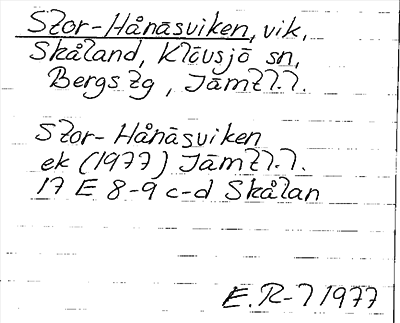 Stor-Hånäsviken, vik,
Skåland, Klövsjö sn,
Bergs tg, Jämtl.l.
Stor-Hånäsviken
ek (1977) Jämtl.l.
17 E 8-9 c-d Skålan
E.R-l 1977